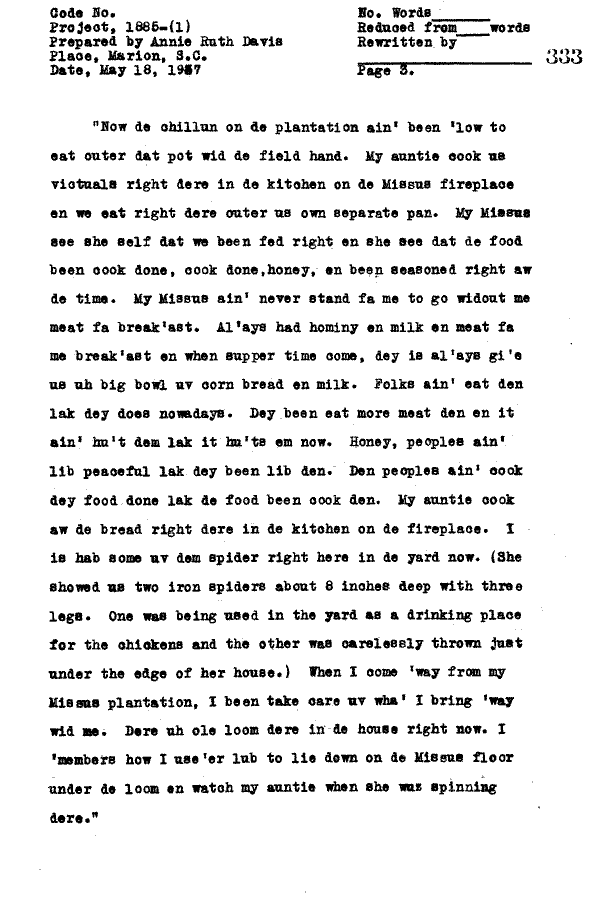 Code No.
No. Words
Project, 1885-(1)
Reduced from words
Prepared by Annie Ruth Davis
Rewritten by
Place, Marion, S.C.
333
Date, May 18, 1937
Page 3.
"Now de chillun on de plantation ain' been 'low to
eat outer dat pot wid de field hand. My auntie cook us
victuals right dere in de kitchen on de Missus fireplace
en we eat right dere outer us own separate pan. My Missus
see she self dat we been fed right en she see dat de food
been cook done, cook done,honey, en been seasoned right aw
de time. My Missus ain' never stand fa me to go widout me
meat fa break'ast. Al'ays had hominy en milk en meat fa
me break'ast en when supper time come, dey is al'ays gi'e
us uh big bowl uv corn bread en milk. Folks ain' eat den
lak dey does nowadays. Dey been eat more meat den en it
ain' hu't dem lak it hu'ts em now. Honey, peoples ain'
lib peaceful lak dey been lib den. Den peoples ain' cook
dey food done lak de food been cook den. My auntie cook
aw de bread right dere in de kitchen on de fireplace. I
is hab some uv dem spider right here in de yard now. (She
showed us two iron spiders about 8 inches deep with three
legs. One was being used in the yard as a drinking place
for the chickens and the other was carelessly thrown just
under the edge of her house.) When I come 'way from my
Missus plantation, I been take care uv wha' I bring 'way
wid me. Dere uh ole loom dere in de house right now. I
'members how I use'er lub to lie down on de Missus floor
under de loom en watch my auntie when she wuz spinning
dere."